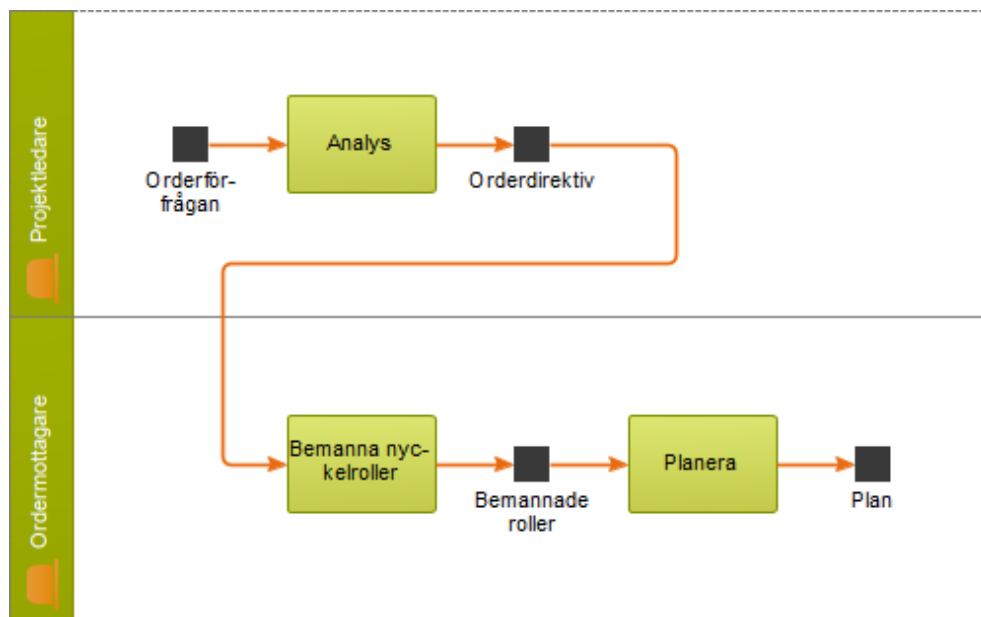 Projektledare
Orderför-
frågan
Analys
Orderdirektiv
Ordermottagare
Bemanna nyc-
kelroller
Bemannade
roller
Planera
Plan